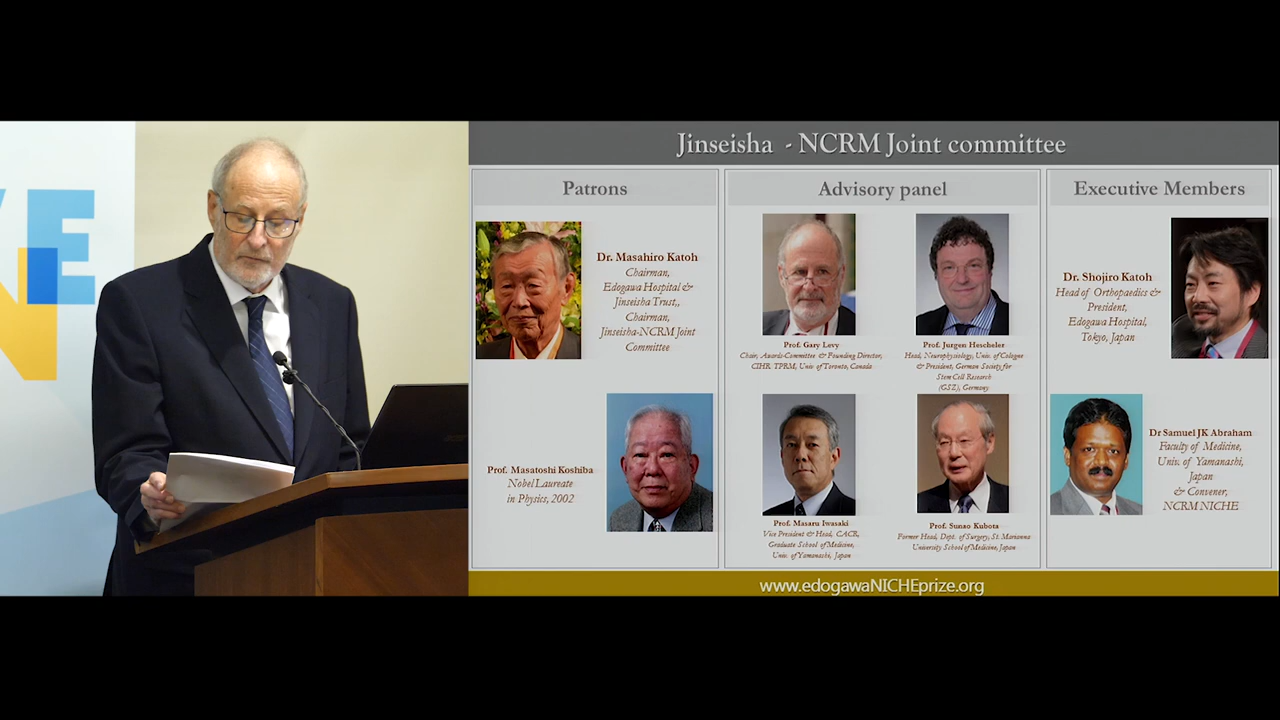 KE
N
Jinseisha - NCRM Joint committee
Patrons
Dr. Masahiro Katoh
Chairman,
Edogawa Hospital &
Jinseisha Trust,,
Chairman,
Jinseisha-NCRM Joint
Committee
Prof. Masatoshi Koshiba
Nobel Laureate
in Physics, 2002
Advisory panel
Prof. Gary Levy
Chair, Awards-Committee & Founding Director,
CIHR TPRM, Univ of Toronto, Canada
Prof. Jurgen Hescheler
Head, Neurophysiology, Univ. of Cologne
& President, German Society for
Stem Cell Research
(GSZ), Germany
Prof. Masaru Iwasaki
Vice President & Head, CACR,
Graduate School of Medicine,
Univ. of Yamanashi, Japan
Prof. Sunao Kubota
Former Head, Dept. of Surgery, St. Marianna
University School of Medicine, Japan
Executive Members
Dr. Shojiro Katoh
Head of Orthopaedics &
President,
Edogawa Hospital,
Tokyo, Japan
Dr Samuel JK Abraham
Faculty of Medicine,
Univ. of Yamanashi,
Japan
& Convener,
NCRM NICHE
www.edogawaNICHEprize.org